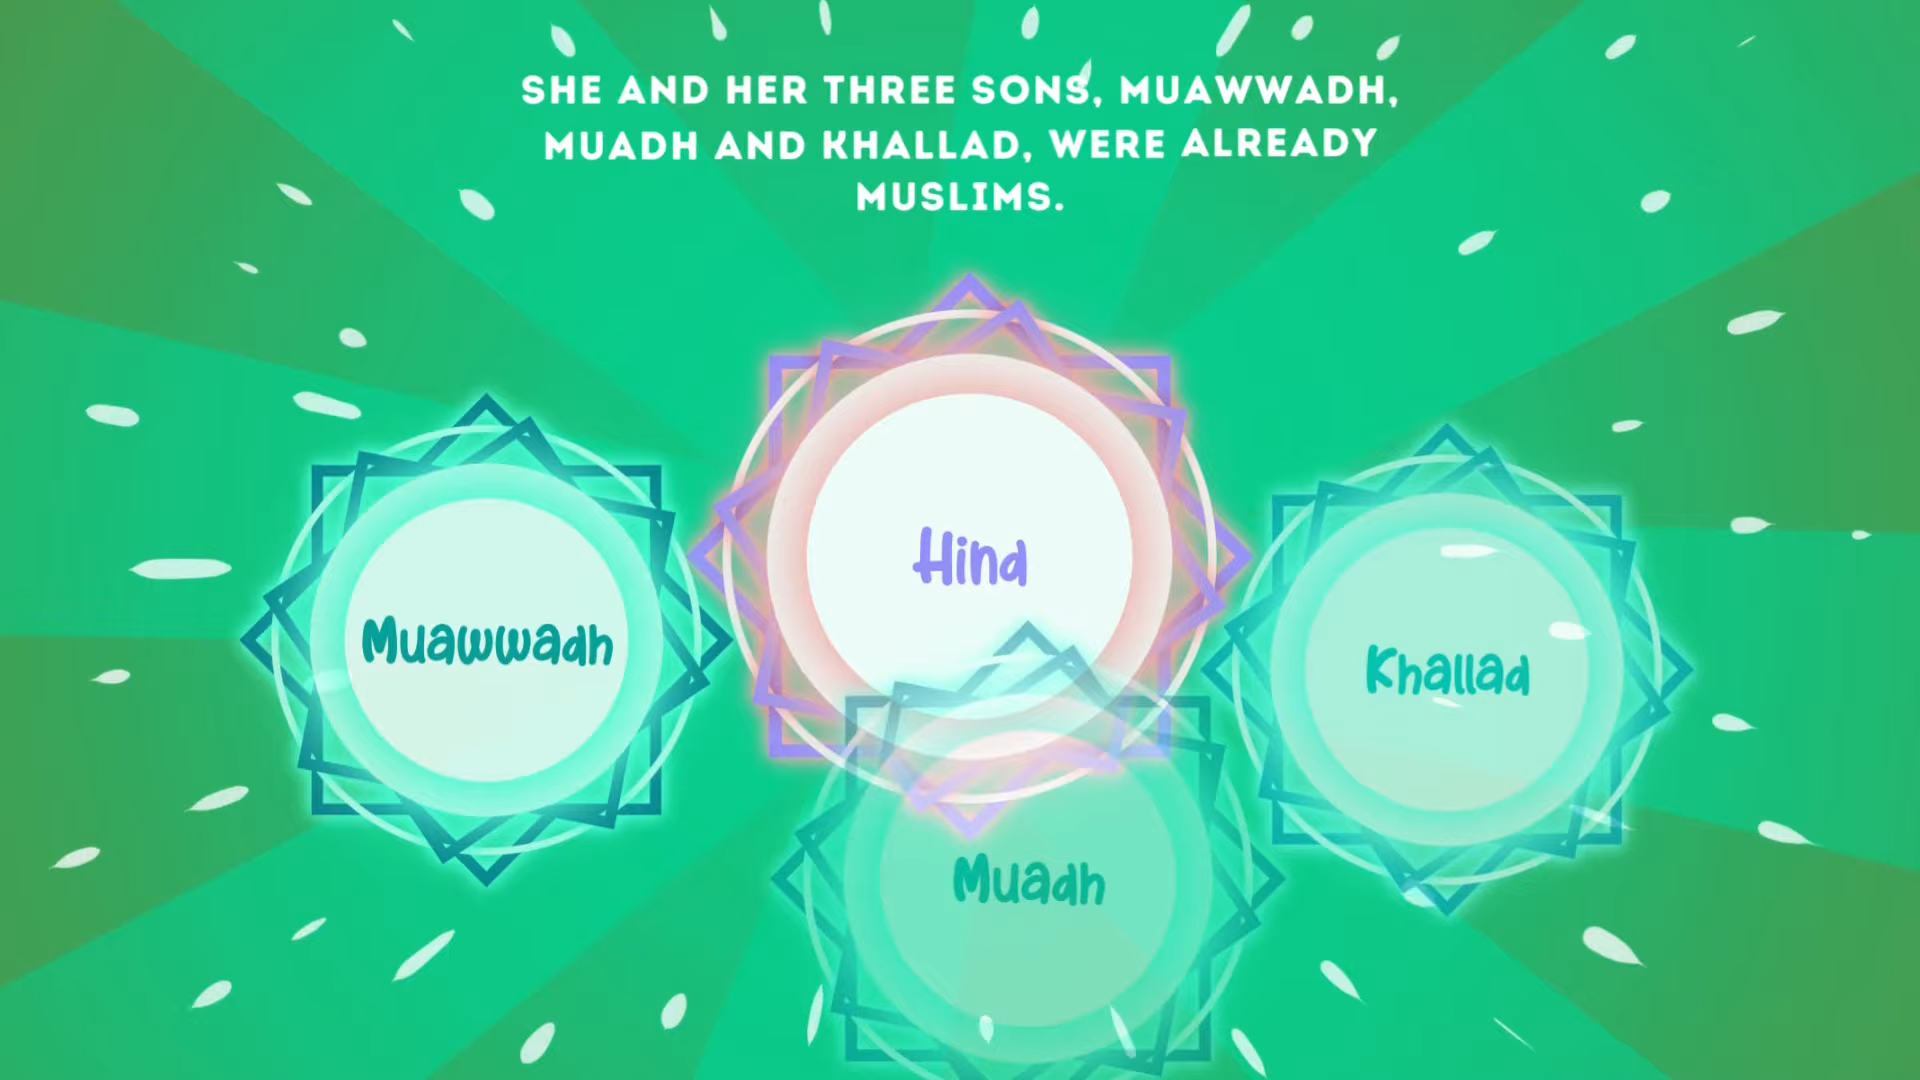 SHE AND HER THREE SONS, MUAWWADH,
MUADH AND KHALLAD, WERE ALREADY
MUSLIMS.
Hind
Muawwadh
Khallad
Muadh